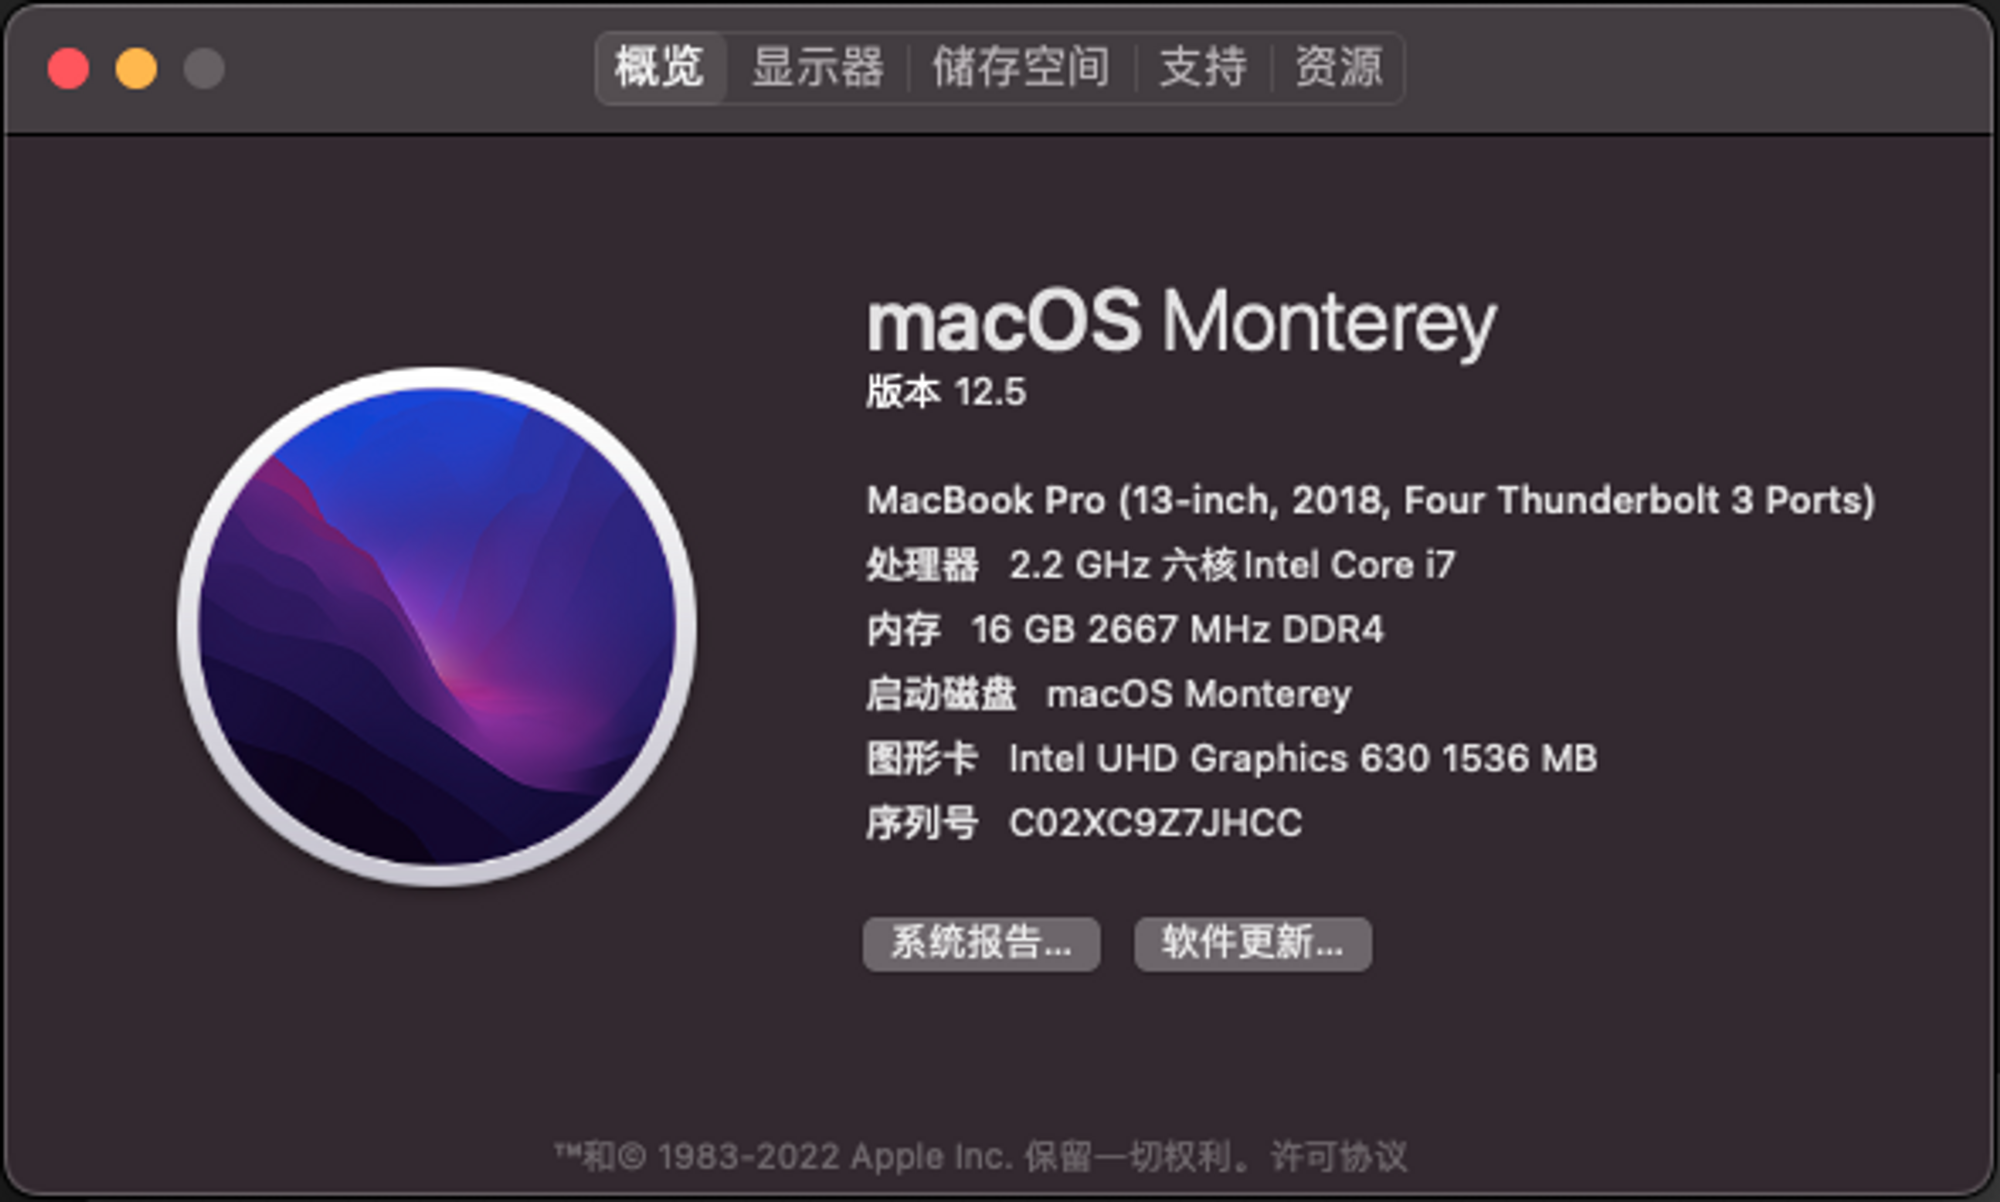 概览 显示器 储存空间 支持 资源
macOS Monterey
版本 12.5
MacBook Pro (13-inch, 2018, Four Thunderbolt 3 Ports)
处理器 2.2 GHz 六核Intel Core i7
内存 16 GB 2667 MHz DDR4
启动磁盘 macOS Monterey
图形卡 Intel UHD Graphics 630 1536 MB
序列号 C02XC9Z7JHCC
系统报告... 软件更新...
™和© 1983-2022 Apple Inc. 保留一切权利。许可协议